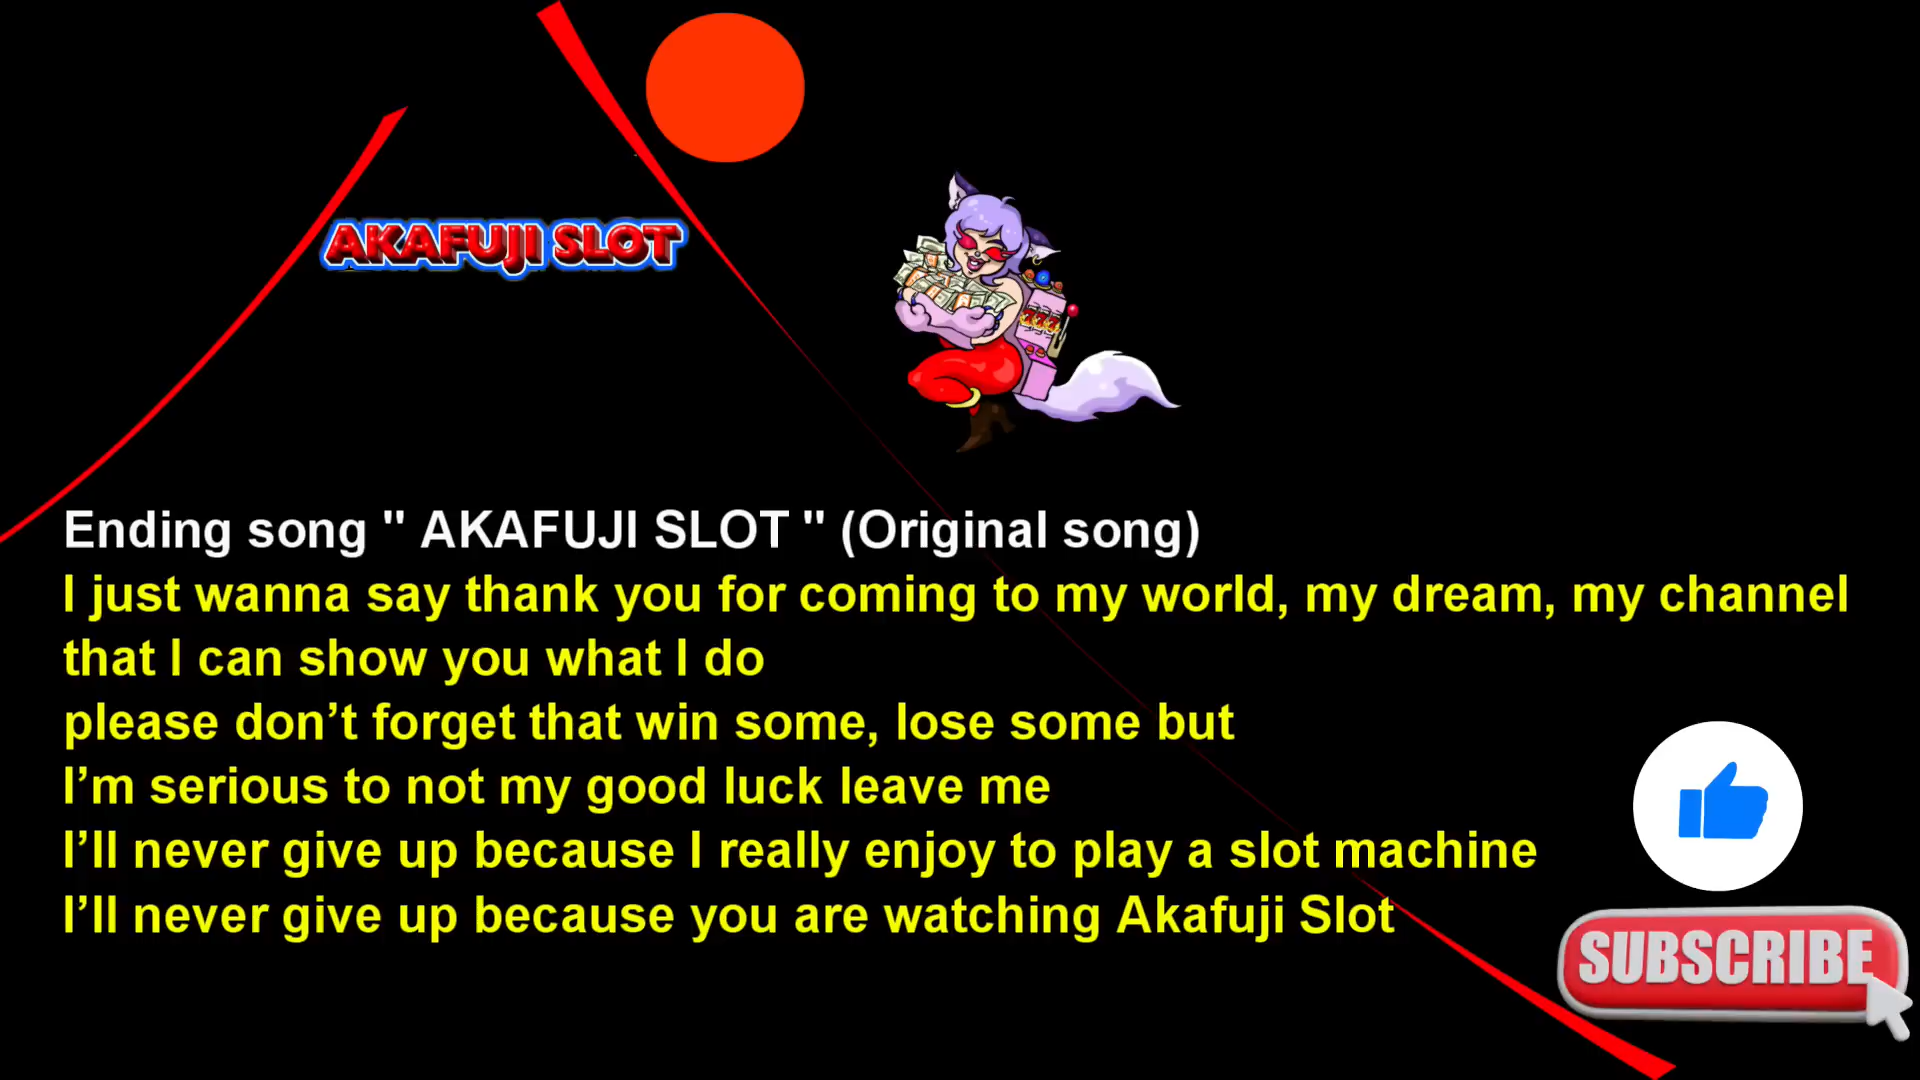 AKAFUJI SLOT
777
Ending song " AKAFUJI SLOT " (Original song)
I just wanna say thank you for coming to my world, my dream, my channel
that I can show you what I do
please don’t forget that win some, lose some but
I’m serious to not my good luck leave me
I’ll never give up because I really enjoy to play a slot machine
I’ll never give up because you are watching Akafuji Slot
SUBSCRIBE